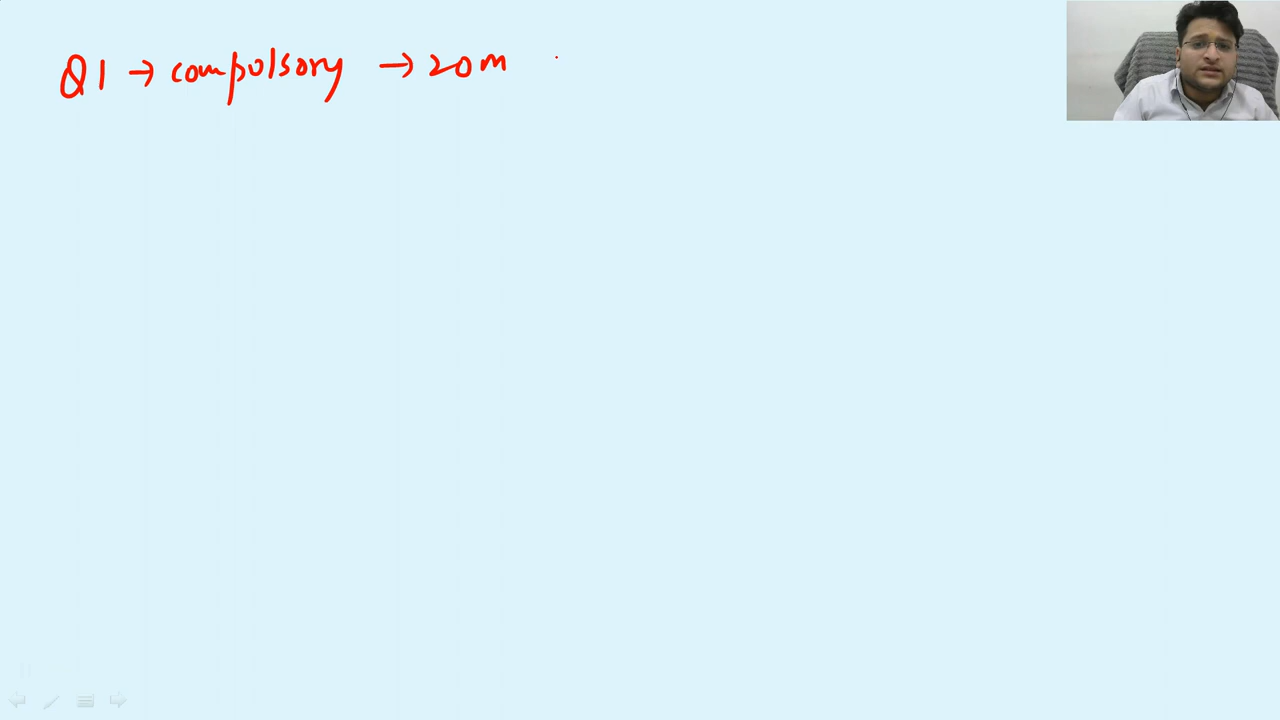 Q1 → compulsory → 20m